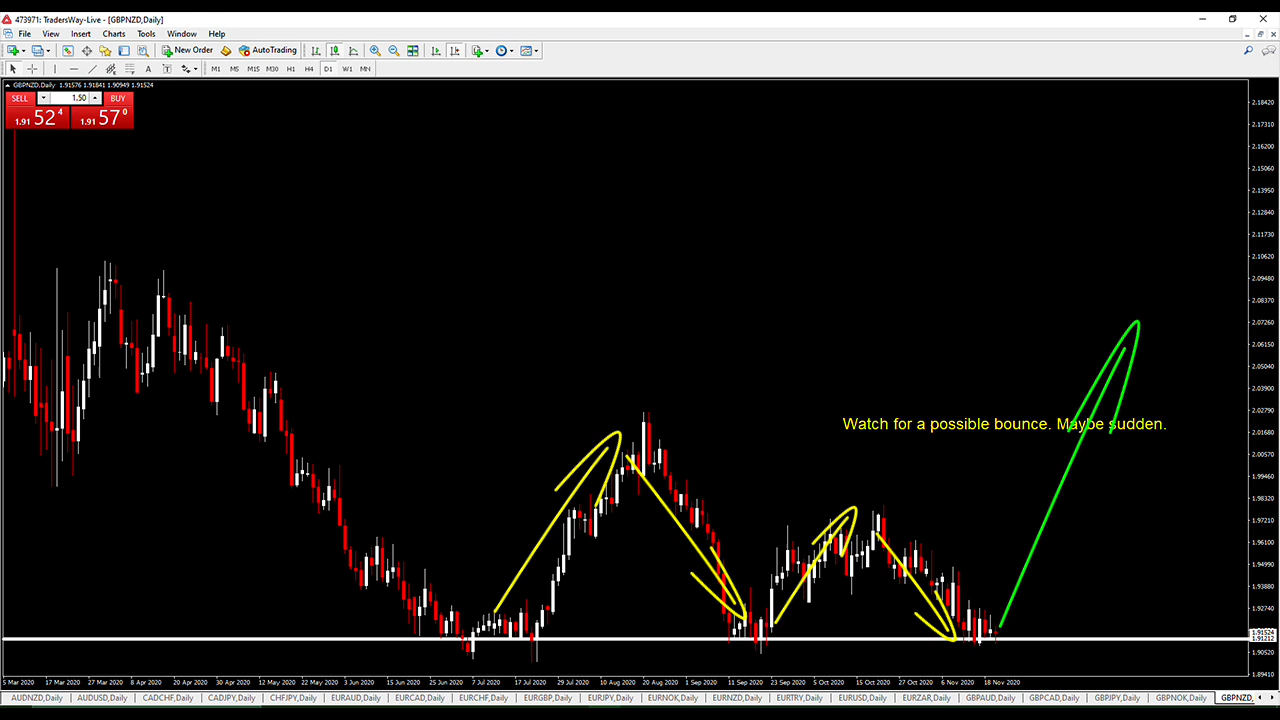 473971: TradersWay-Live - [GBPNZD,Daily]
File View Insert Charts Tools Window Help
New Order AutoTrading
A T M1 M5 M15 M30 H1 H4 D1 W1 MN
GBPNZD,Daily 1.91576 1.91841 1.90949 1.91524
SELL 1.50 BUY
1.91 52 4 1.91 57 0
2.18420
2.17310
2.16200
2.15060
2.13950
2.12840
2.11730
2.10620
2.09480
2.08370
2.07260
2.06150
2.05040
2.03900
2.02790
Watch for a possible bounce. Maybe sudden.
2.01680
2.00570
1.99460
1.98320
1.97210
1.96100
1.94990
1.93880
1.92740
1.91524
1.91212
1.90520
1.89410
5 Mar 2020 17 Mar 2020 27 Mar 2020 8 Apr 2020 20 Apr 2020 30 Apr 2020 12 May 2020 22 May 2020 3 Jun 2020 15 Jun 2020 25 Jun 2020 7 Jul 2020 17 Jul 2020 29 Jul 2020 10 Aug 2020 20 Aug 2020 1 Sep 2020 11 Sep 2020 23 Sep 2020 5 Oct 2020 15 Oct 2020 27 Oct 2020 6 Nov 2020 18 Nov 2020
AUDNZD,Daily AUDUSD,Daily CADCHF,Daily CADJPY,Daily CHFJPY,Daily EURAUD,Daily EURCAD,Daily EURCHF,Daily EURGBP,Daily EURJPY,Daily EURNOK,Daily EURNZD,Daily EURTRY,Daily EURUSD,Daily EURZAR,Daily GBPAUD,Daily GBPCAD,Daily GBPJPY,Daily GBPNOK,Daily GBPNZD,